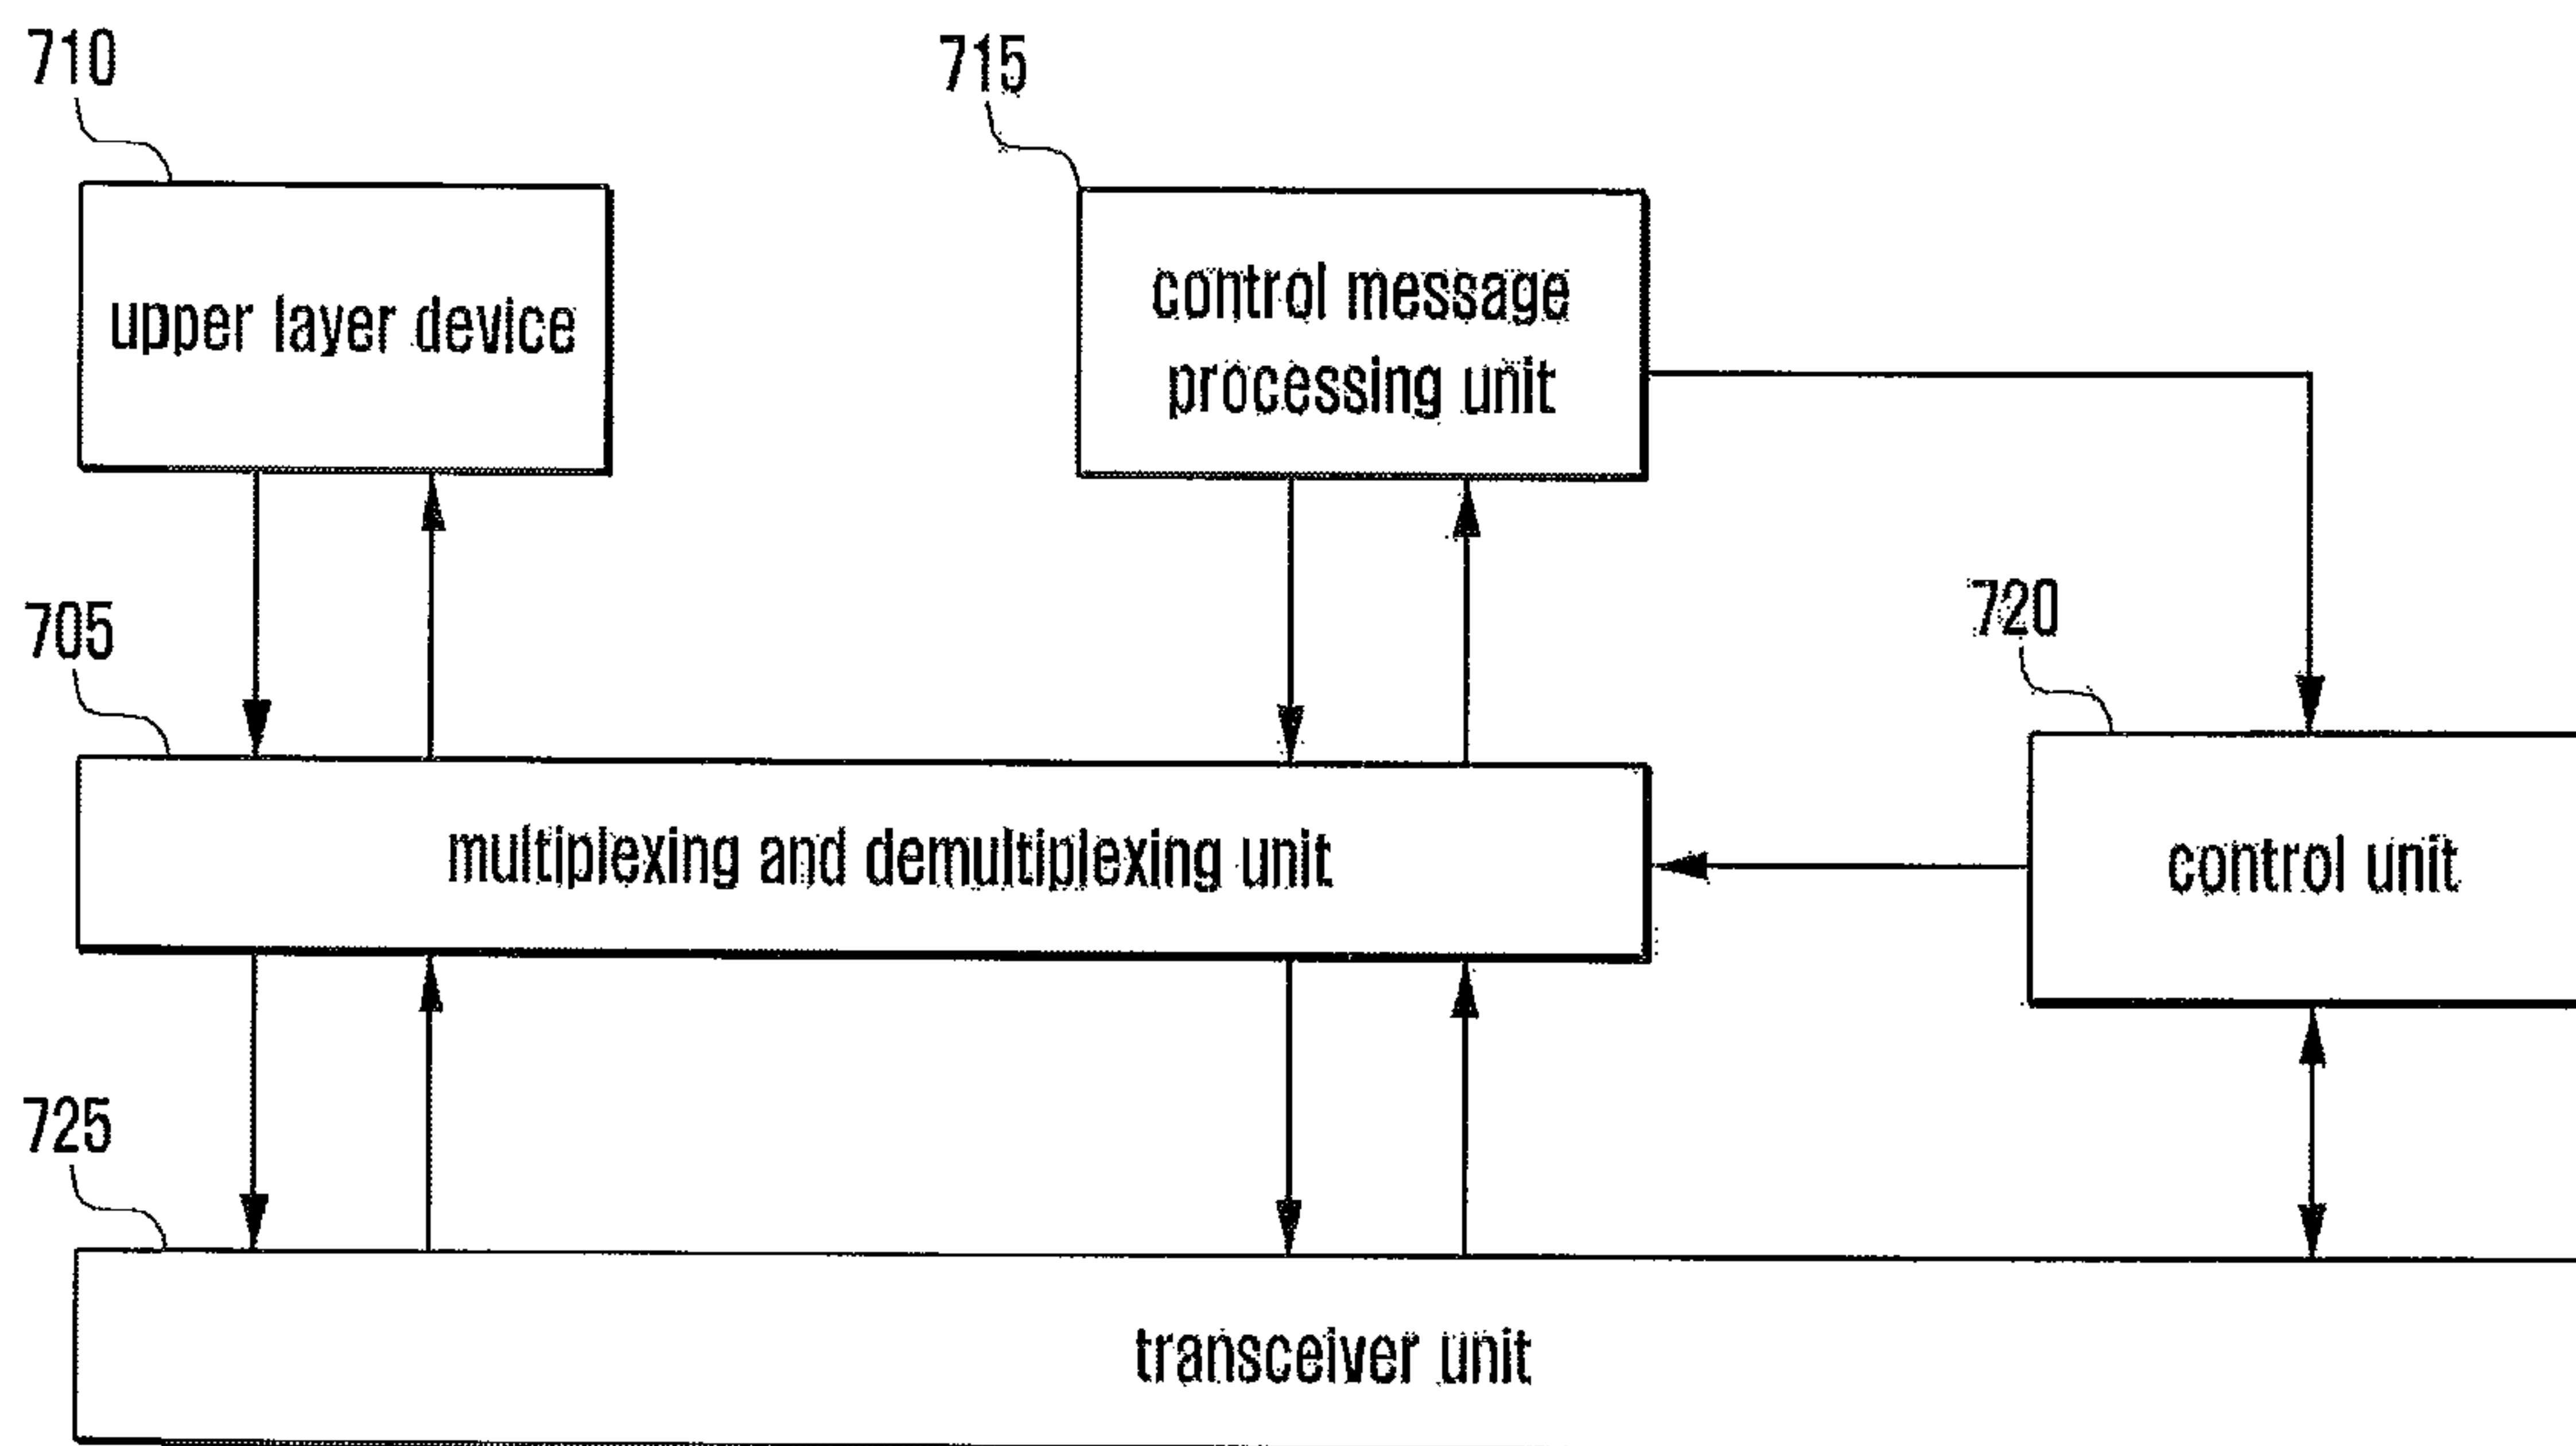 710
715
upper layer device
control message
processing unit
705
720
multiplexing and demultiplexing unit
control unit
725
transceiver unit